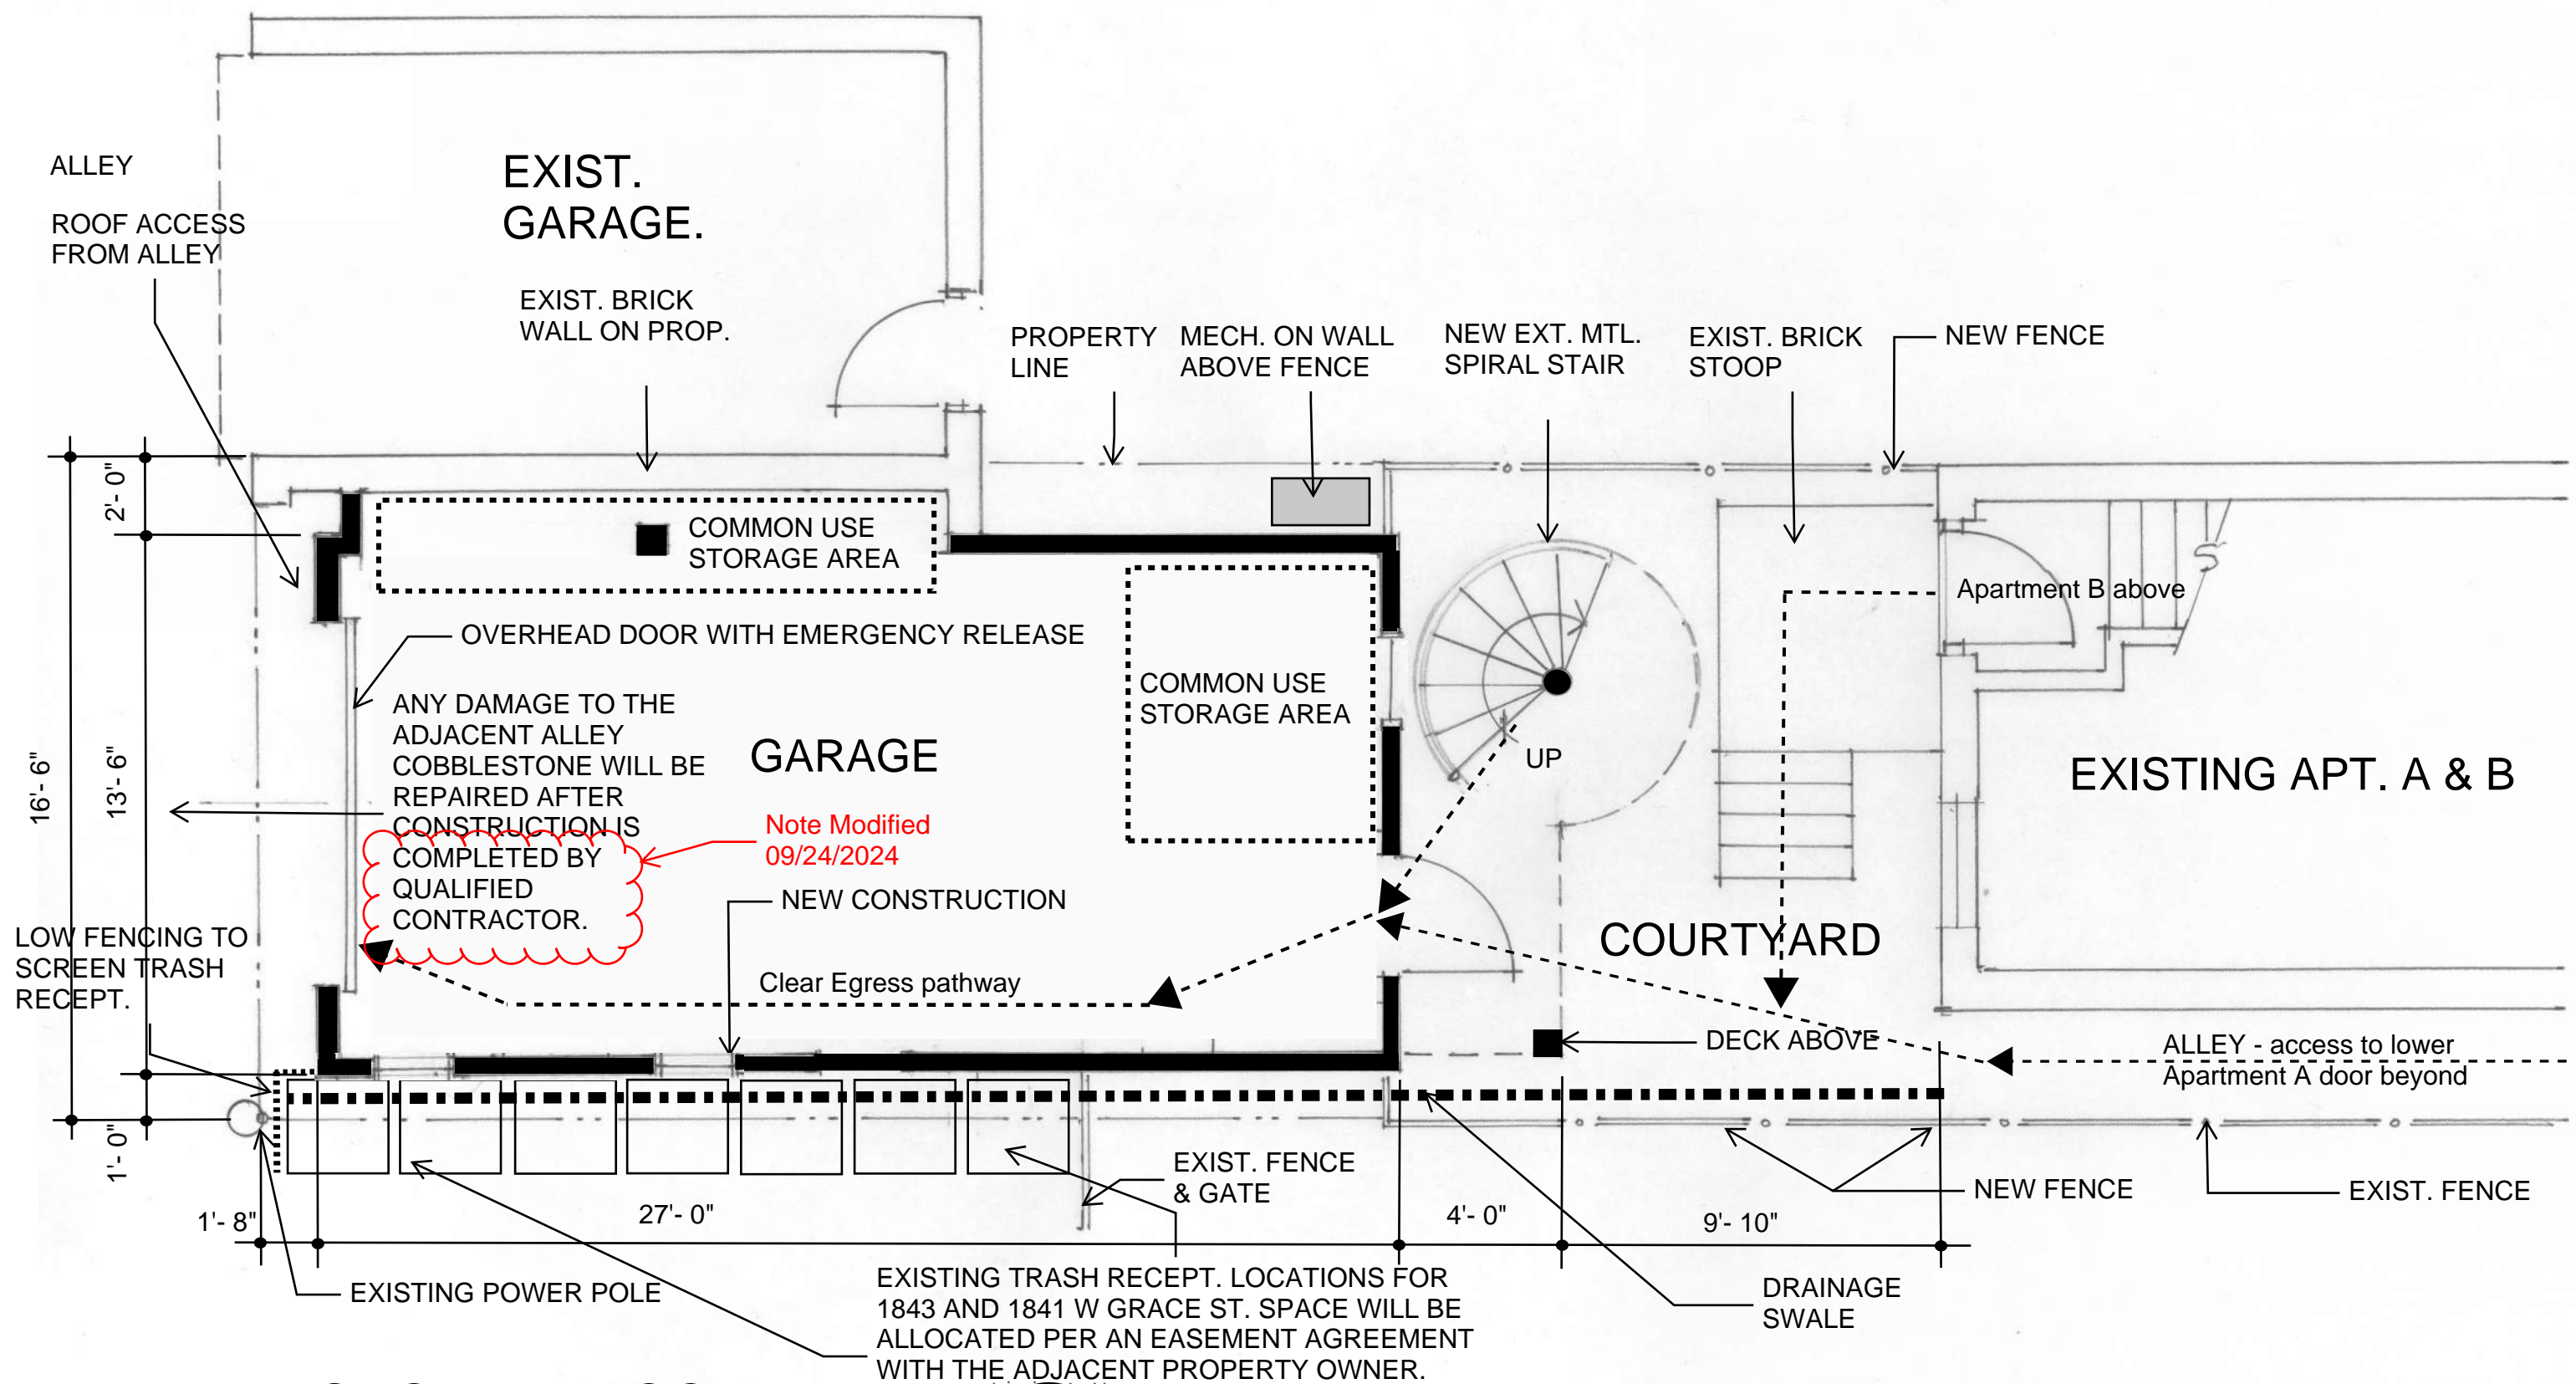 ALLEY
ROOF ACCESS
FROM ALLEY
EXIST.
GARAGE.
EXIST. BRICK
WALL ON PROP.
PROPERTY
LINE
MECH. ON WALL
ABOVE FENCE
NEW EXT. MTL.
SPIRAL STAIR
EXIST. BRICK
STOOP
NEW FENCE
2'- 0"
16'- 6"
13'- 6"
1'- 0"
COMMON USE
STORAGE AREA
OVERHEAD DOOR WITH EMERGENCY RELEASE
ANY DAMAGE TO THE
ADJACENT ALLEY
COBBLESTONE WILL BE
REPAIRED AFTER
CONSTRUCTION IS
COMPLETED BY
QUALIFIED
CONTRACTOR.
GARAGE
Note Modified
09/24/2024
NEW CONSTRUCTION
Clear Egress pathway
COMMON USE
STORAGE AREA
UP
Apartment B above
S
EXISTING APT. A & B
COURTYARD
DECK ABOVE
ALLEY - access to lower
Apartment A door beyond
LOW FENCING TO
SCREEN TRASH
RECEPT.
EXIST. FENCE
& GATE
NEW FENCE
EXIST. FENCE
1'- 8"
27'- 0"
4'- 0"
9'- 10"
EXISTING POWER POLE
EXISTING TRASH RECEPT. LOCATIONS FOR
1843 AND 1841 W GRACE ST. SPACE WILL BE
ALLOCATED PER AN EASEMENT AGREEMENT
WITH THE ADJACENT PROPERTY OWNER.
DRAINAGE
SWALE